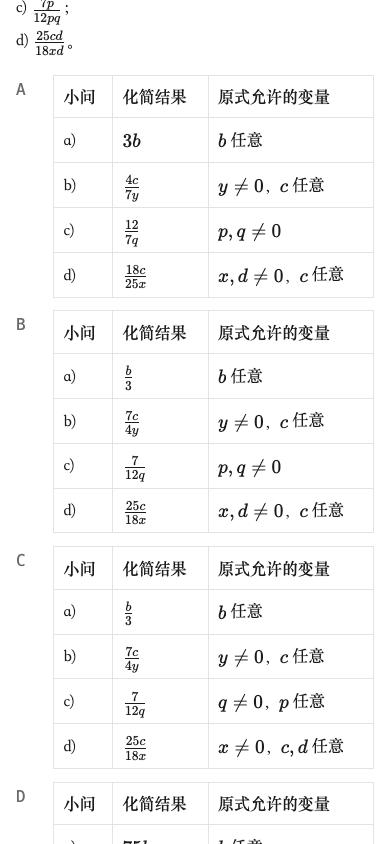 c) 7p/12pq ;
d) 25cd/18xd 。
A
小问 化简结果 原式允许的变量
a) 3b b 任意
b) 4c/7y y ≠ 0，c 任意
c) 12/7q p, q ≠ 0
d) 18c/25x x, d ≠ 0，c 任意
B
小问 化简结果 原式允许的变量
a) b/3 b 任意
b) 7c/4y y ≠ 0，c 任意
c) 7/12q p, q ≠ 0
d) 25c/18x x, d ≠ 0，c 任意
C
小问 化简结果 原式允许的变量
a) b/3 b 任意
b) 7c/4y y ≠ 0，c 任意
c) 7/12q q ≠ 0，p 任意
d) 25c/18x x ≠ 0，c, d 任意
D
小问 化简结果 原式允许的变量